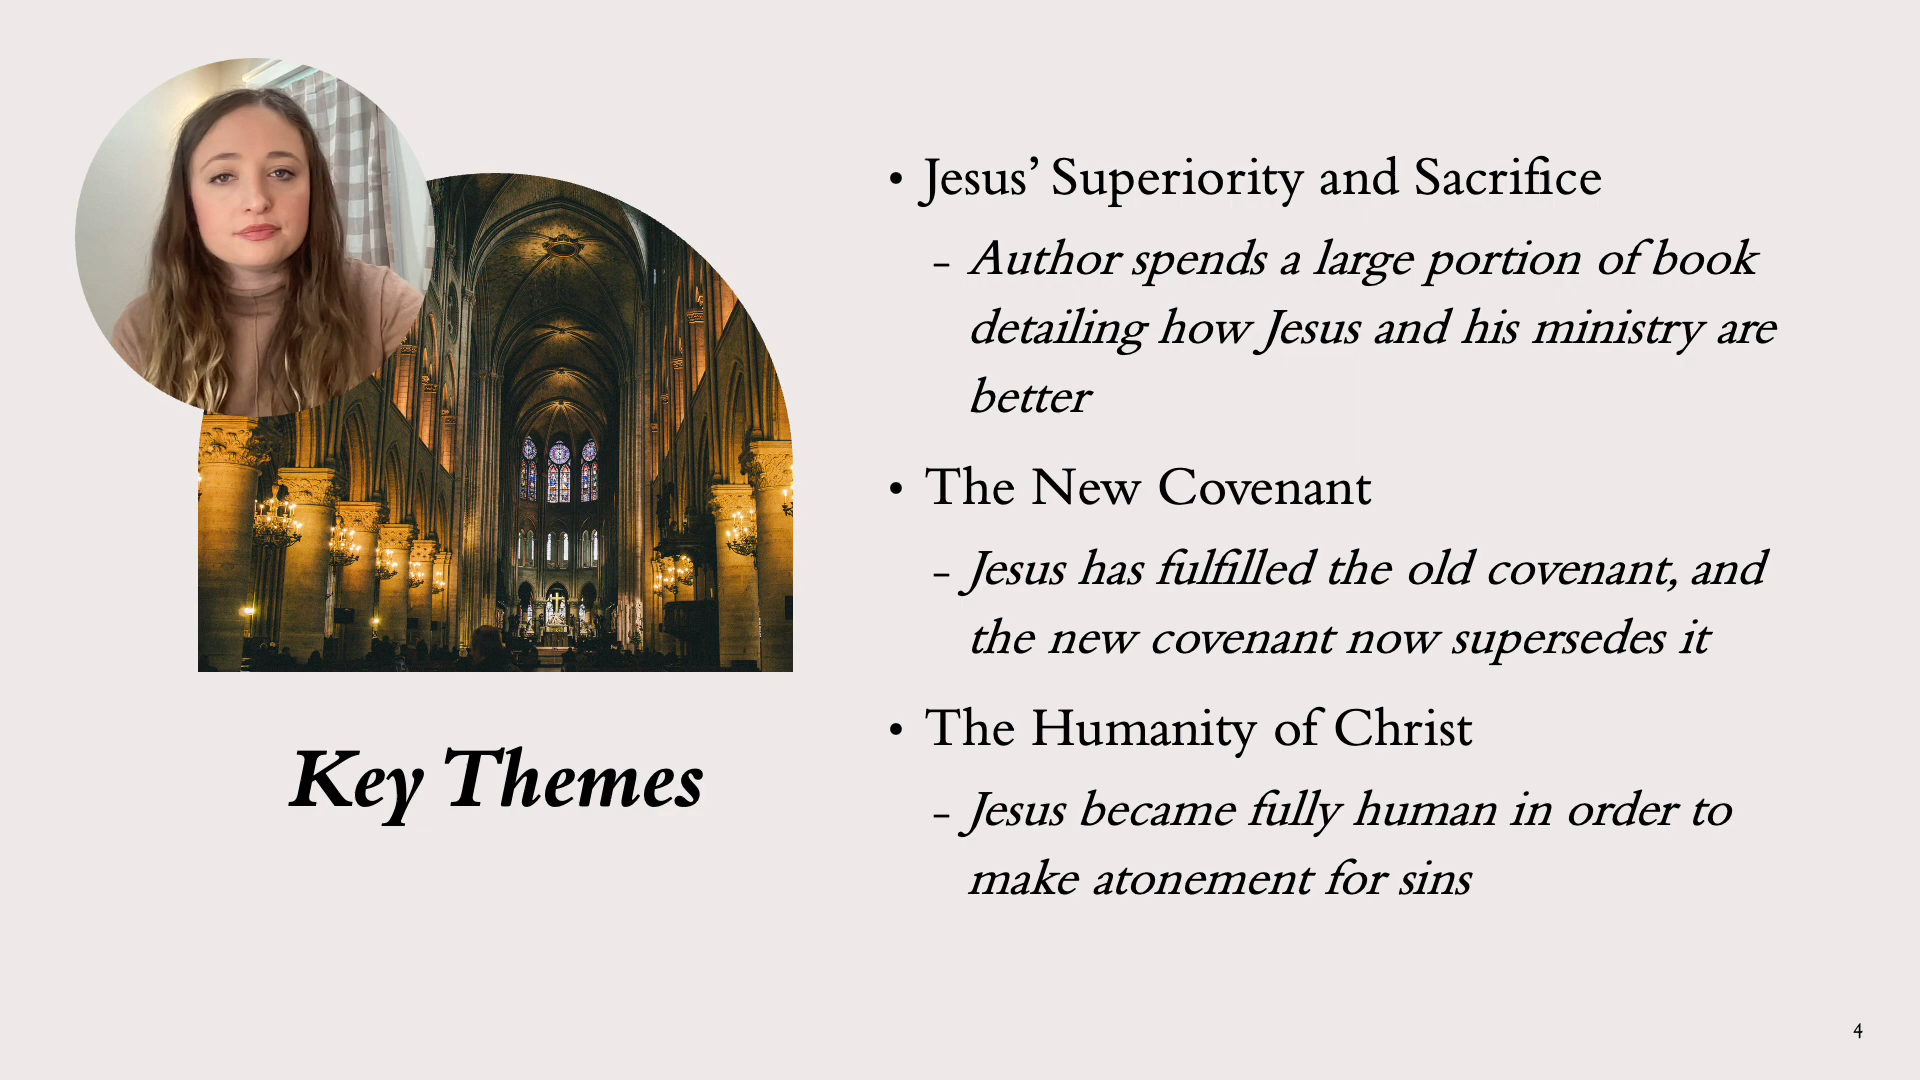 • Jesus’ Superiority and Sacrifice
- Author spends a large portion of book
detailing how Jesus and his ministry are
better
• The New Covenant
- Jesus has fulfilled the old covenant, and
the new covenant now supersedes it
• The Humanity of Christ
- Jesus became fully human in order to
make atonement for sins
Key Themes
4